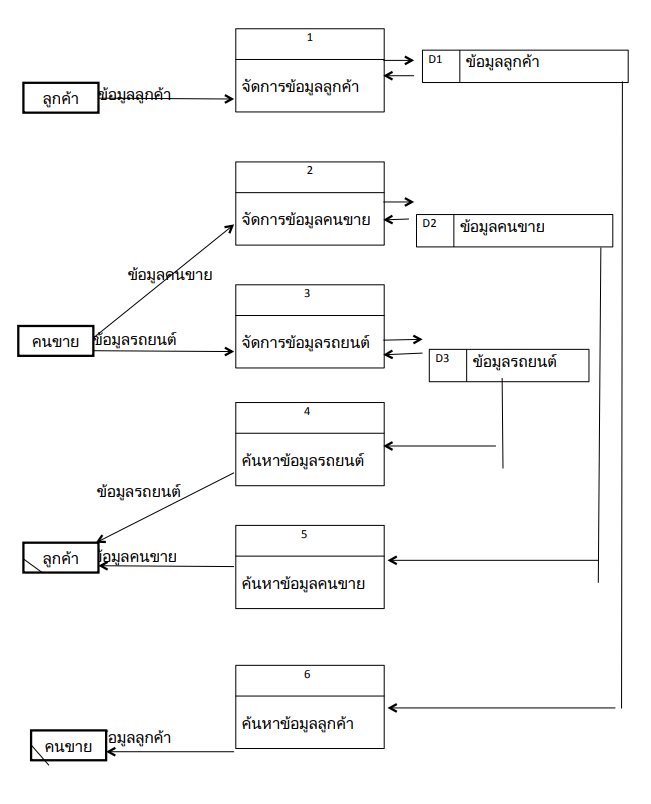 1
D1 ข้อมูลลูกค้า
จัดการข้อมูลลูกค้า
ลูกค้า ข้อมูลลูกค้า
2
จัดการข้อมูลคนขาย
D2 ข้อมูลคนขาย
ข้อมูลคนขาย
3
คนขาย ข้อมูลรถยนต์
จัดการข้อมูลรถยนต์
D3 ข้อมูลรถยนต์
4
ค้นหาข้อมูลรถยนต์
ข้อมูลรถยนต์
5
ลูกค้า ข้อมูลคนขาย
ค้นหาข้อมูลคนขาย
6
ค้นหาข้อมูลลูกค้า
คนขาย อมูลลูกค้า